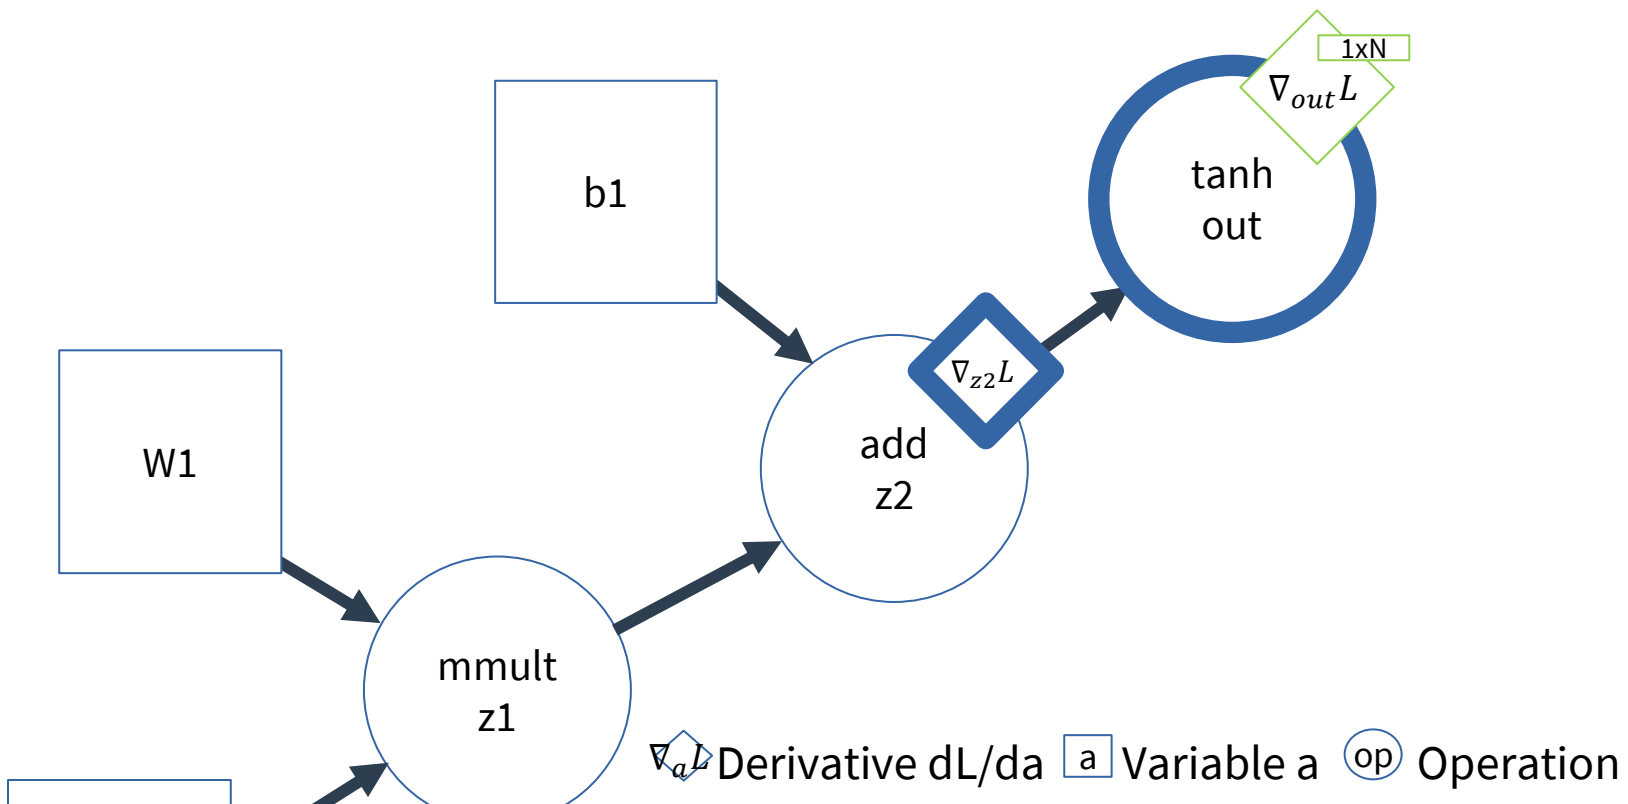 1xN
∇outL
tanh
out
b1
∇z2L
add
z2
W1
mmult
z1
∇aL Derivative dL/da a Variable a op Operation